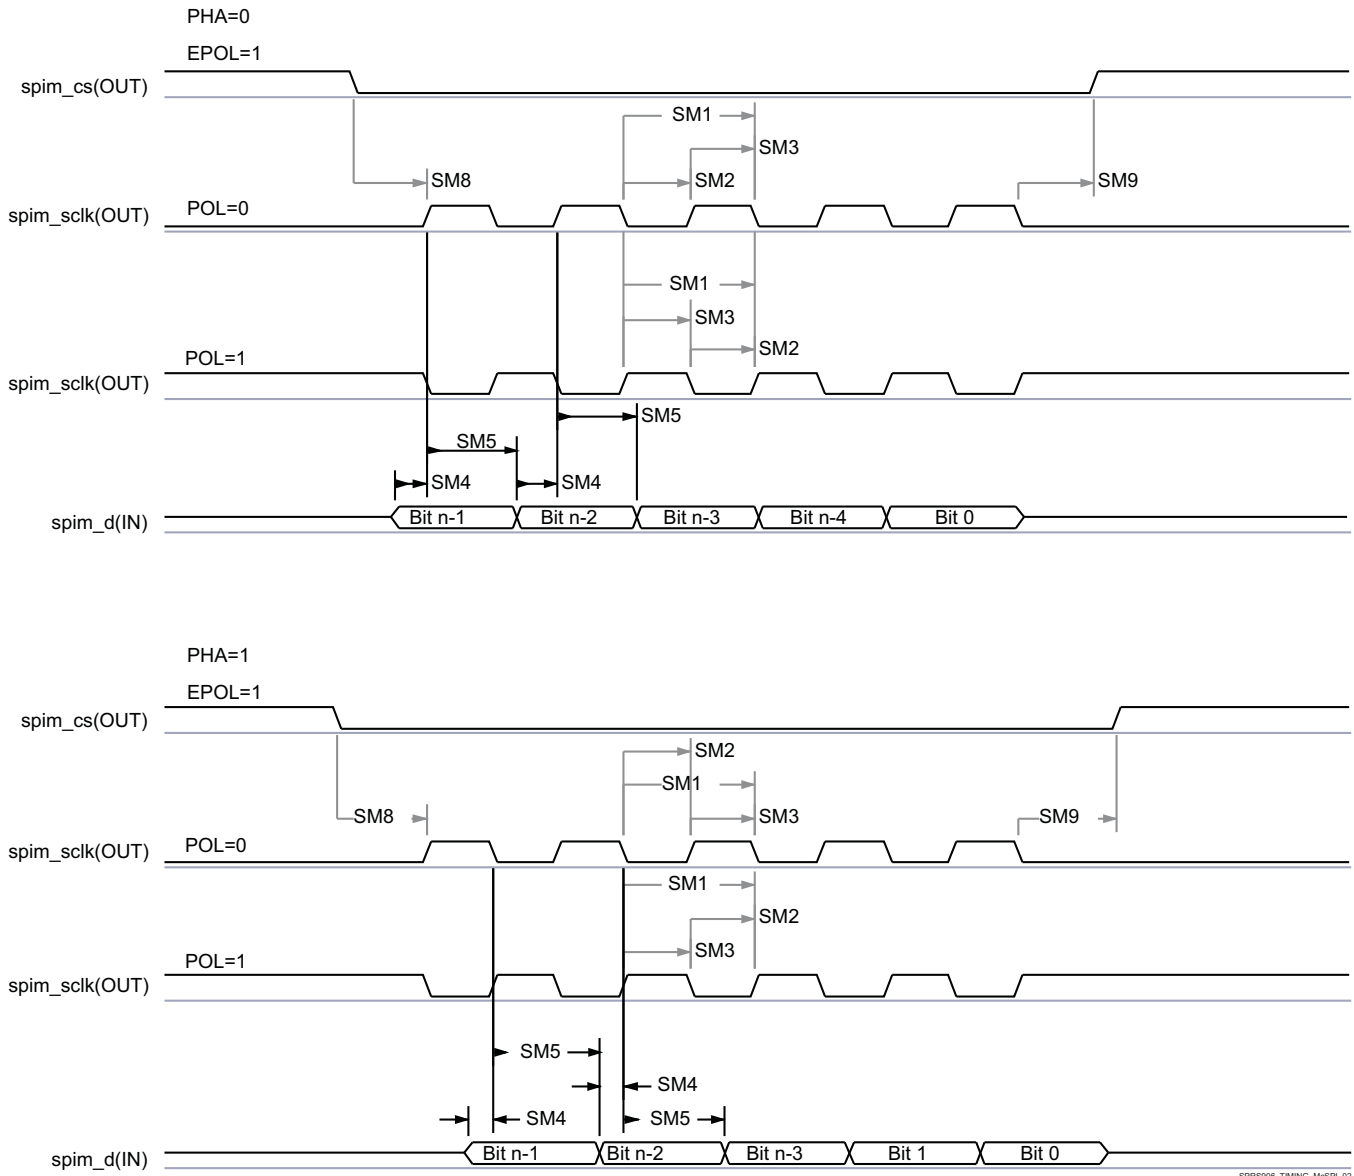 PHA=0
EPOL=1
spim_cs(OUT)
SM1
SM3
SM8
SM2
SM9
POL=0
spim_sclk(OUT)
SM1
SM3
SM2
POL=1
spim_sclk(OUT)
SM5
SM5
SM4
SM4
spim_d(IN)
Bit n-1
Bit n-2
Bit n-3
Bit n-4
Bit 0
PHA=1
EPOL=1
spim_cs(OUT)
SM2
SM1
SM8
SM3
SM9
POL=0
spim_sclk(OUT)
SM1
SM2
SM3
POL=1
spim_sclk(OUT)
SM5
SM4
SM4
SM5
spim_d(IN)
Bit n-1
Bit n-2
Bit n-3
Bit 1
Bit 0